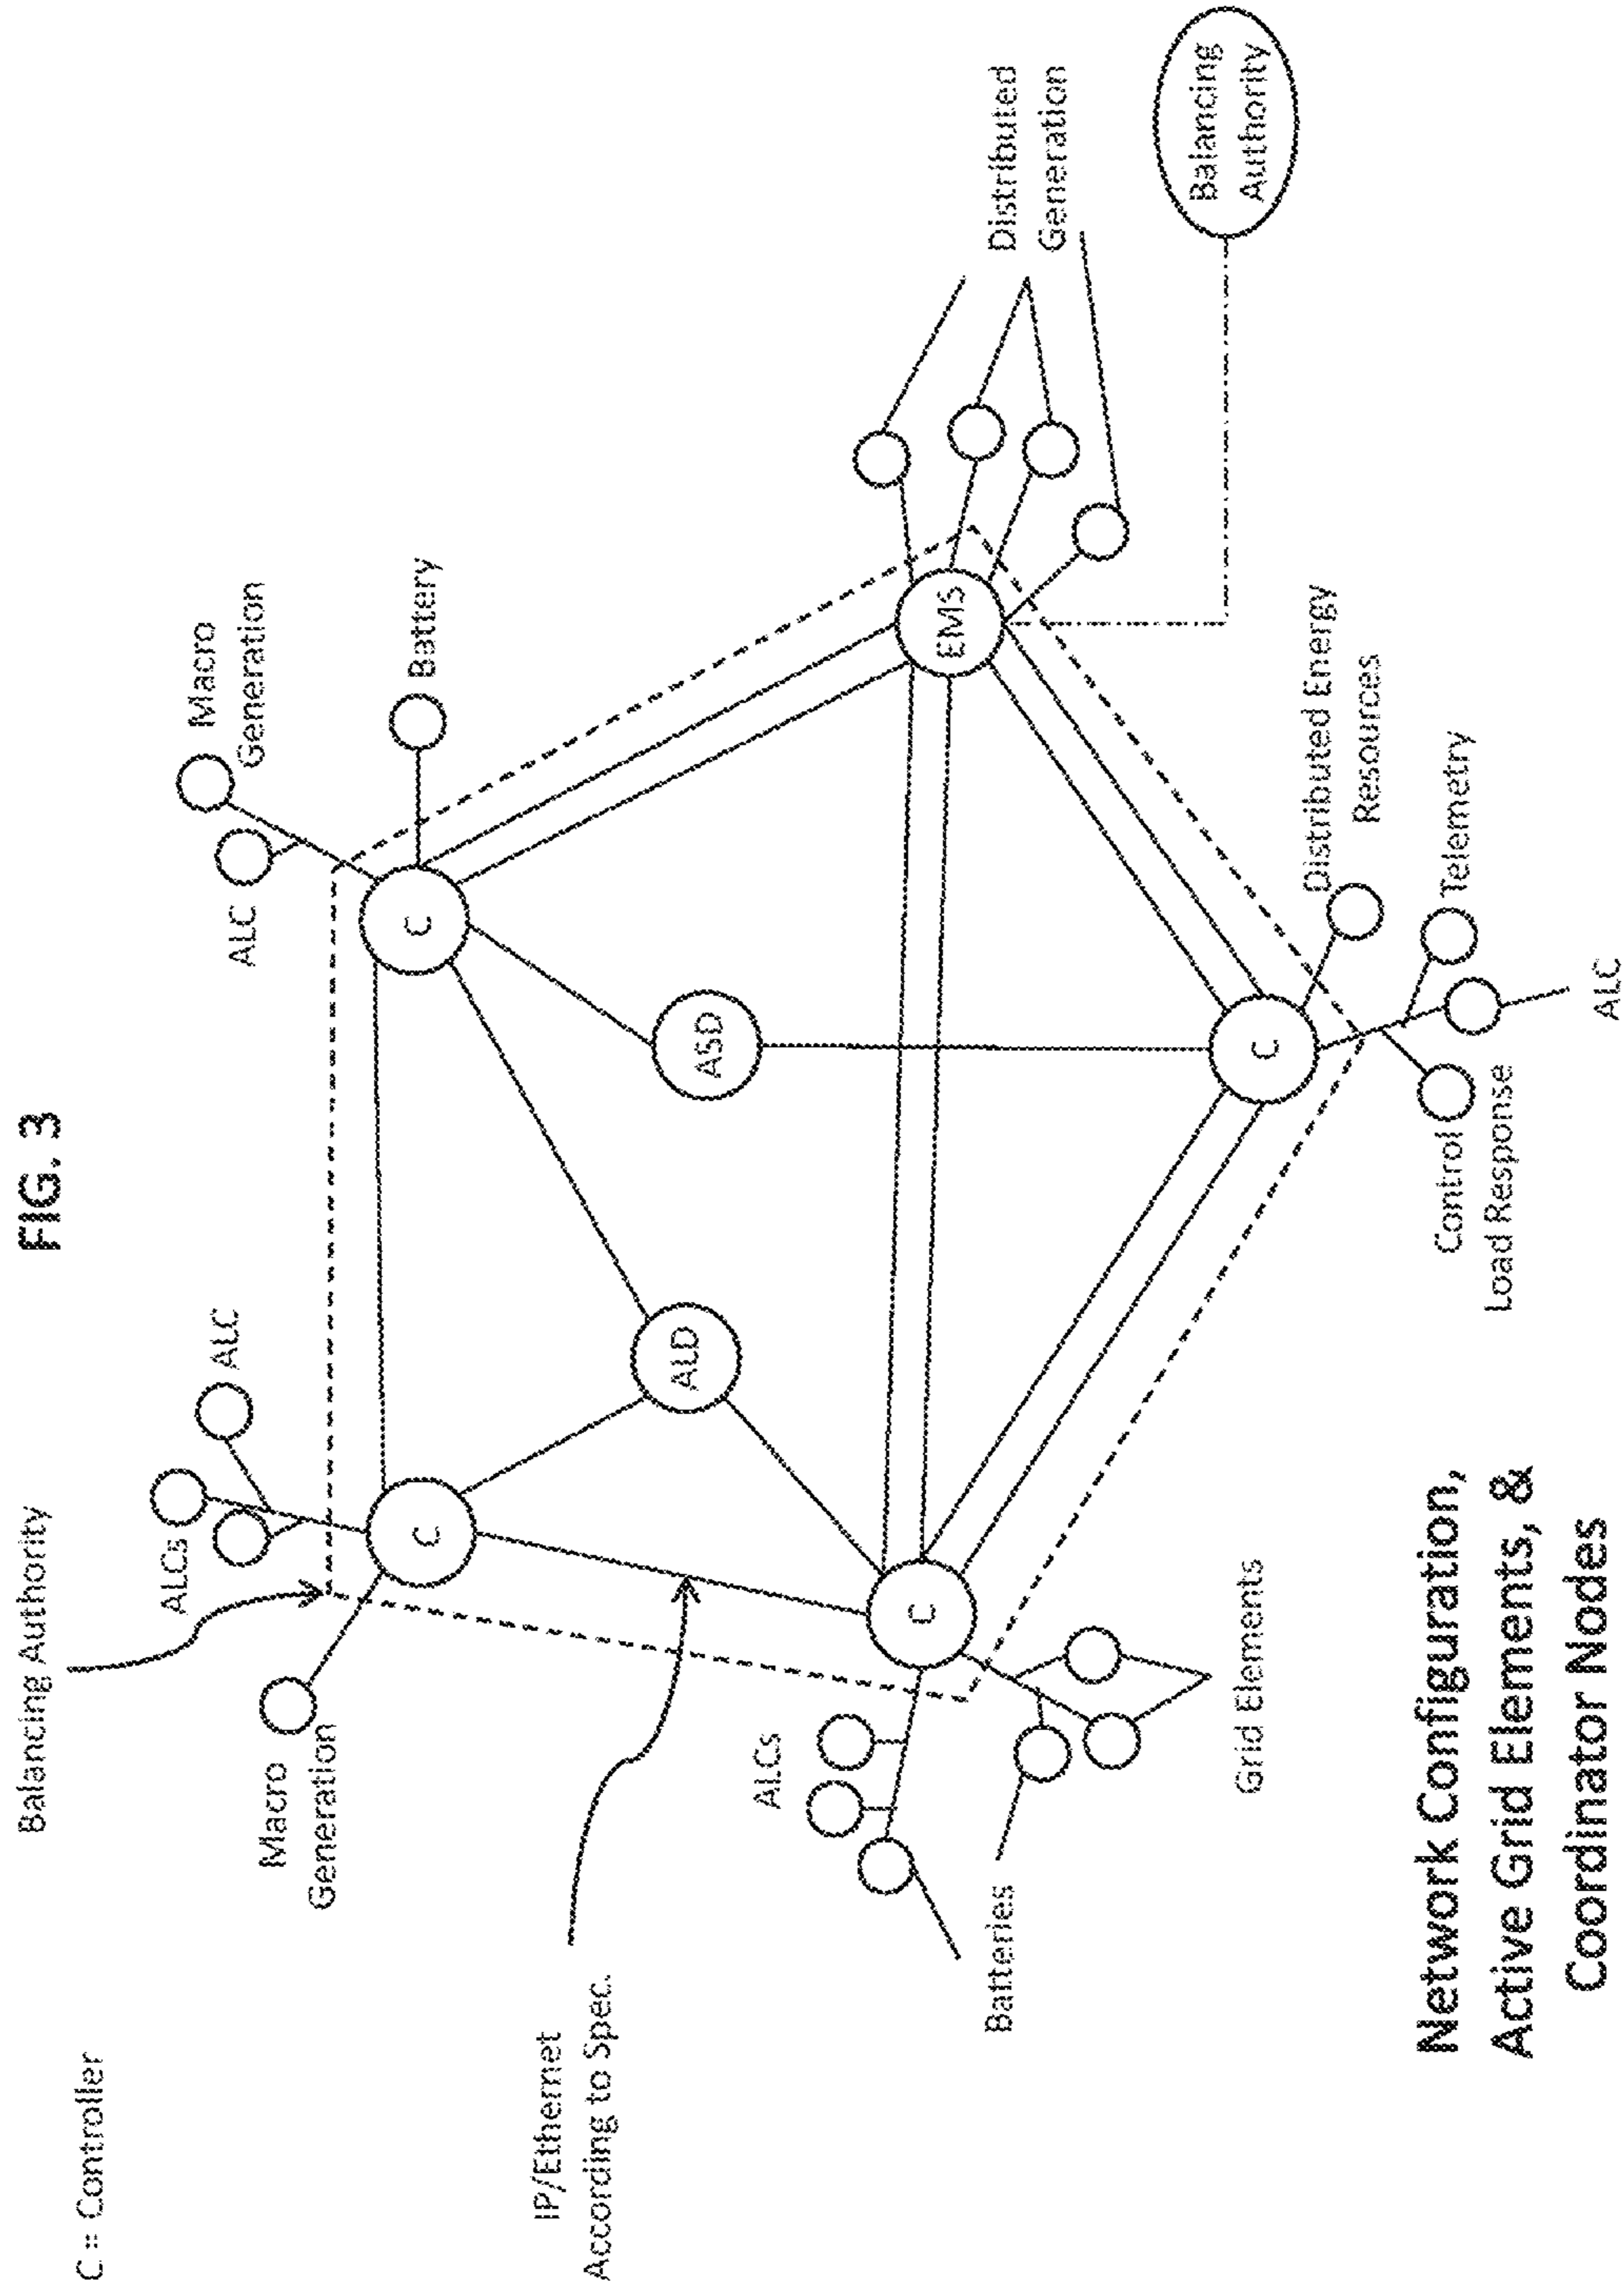 FIG. 3
C = Controller
Balancing Authority
ALCs
ALC
Macro
Generation
ALC
Macro
Generation
Battery
C
C
IP/Ethernet
According to Spec.
ALD
ASD
ALCs
Batteries
C
EMS
Distributed
Generation
Grid Elements
C
Balancing
Authority
Distributed Energy
Resources
Control
Load Response
Telemetry
ALC
Network Configuration,
Active Grid Elements, &
Coordinator Nodes